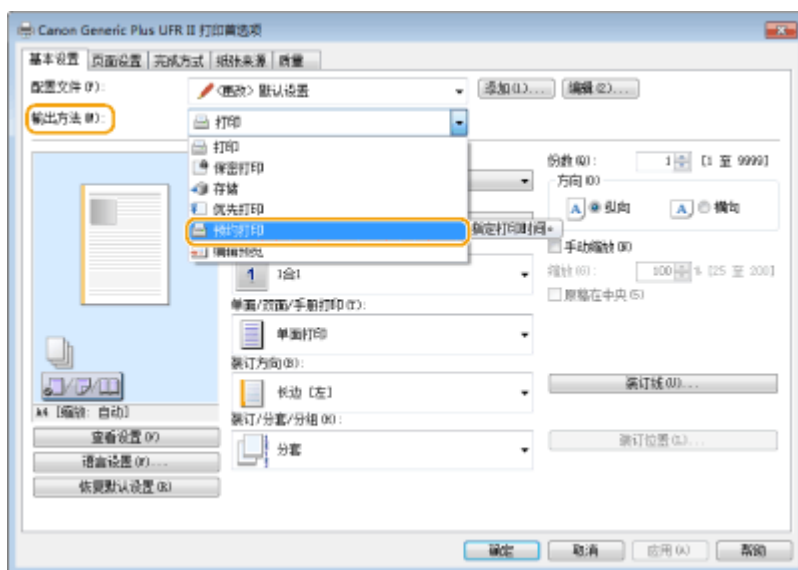 Canon Generic Plus UFR II 打印首选项
基本设置 页面设置 完成方式 纸张来源 质量
配置文件(F): <更改> 默认设置 添加(1)... 编辑(2)...
输出方法(M): 打印
打印
保密打印
存储
优先打印
预约打印
指定打印时间。
编辑预览
份数(Q): 1 [1 至 9999]
方向(O)
A 纵向 A 横向
手动缩放(N)
缩放(G): 100 % [25 至 200]
原稿在中央(S)
1 1合1
单面/双面/手册打印(T):
单面打印
装订方向(B):
长边 [左]
装订线(U)...
A4 [缩放: 自动]
装订/分套/分组(K):
分套
装订位置(L)...
查看设置(V)
语言设置(Y)...
恢复默认设置(R)
确定 取消 应用(A) 帮助